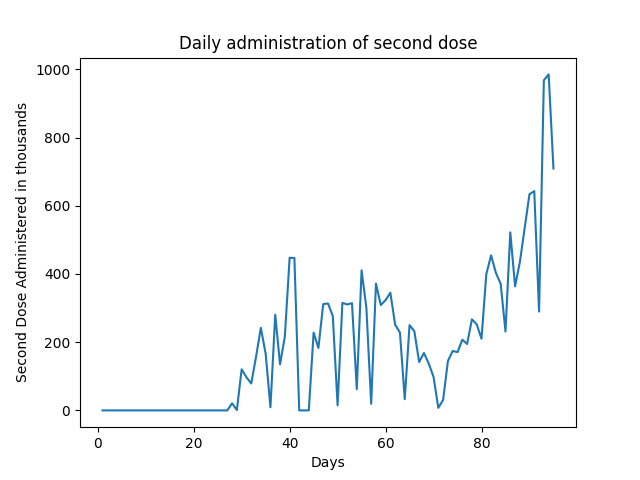 Daily administration of second dose
Second Dose Administered in thousands
1000
800
600
400
200
0
0 20 40 60 80
Days